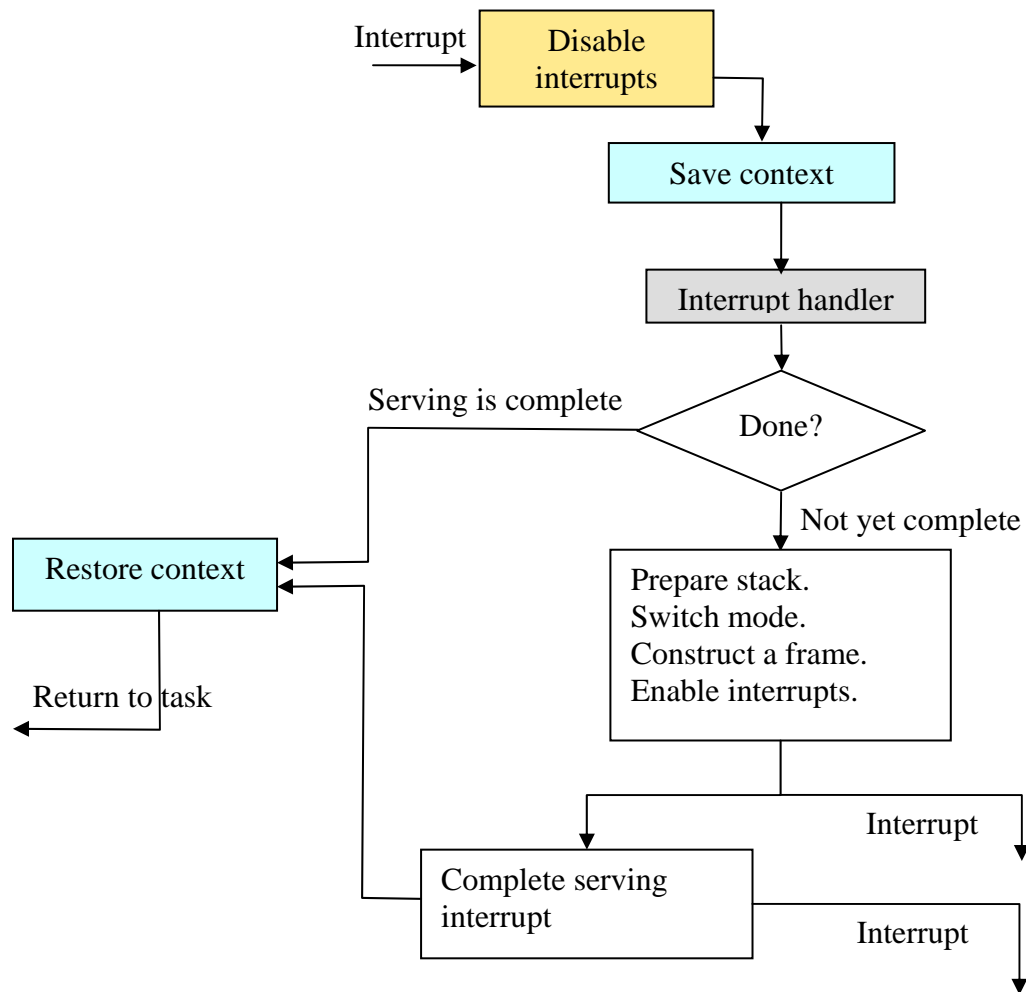 Interrupt
Disable
interrupts
Save context
Interrupt handler
Serving is complete
Done?
Not yet complete
Restore context
Prepare stack.
Switch mode.
Construct a frame.
Enable interrupts.
Return to task
Interrupt
Complete serving
interrupt
Interrupt